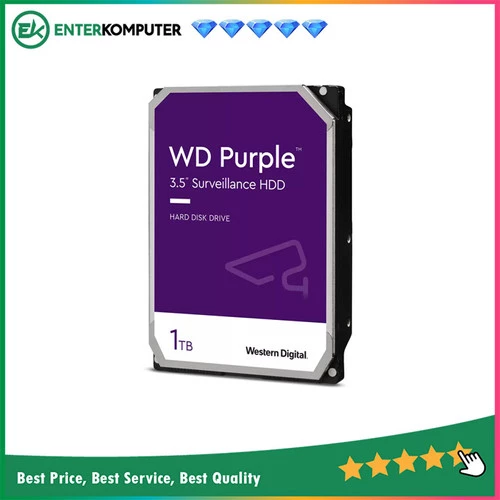 EK ENTERKOMPUTER
WD Purple™
3.5" Surveillance HDD
HARD DISK DRIVE
1TB
Western Digital.
Best Price, Best Service, Best Quality